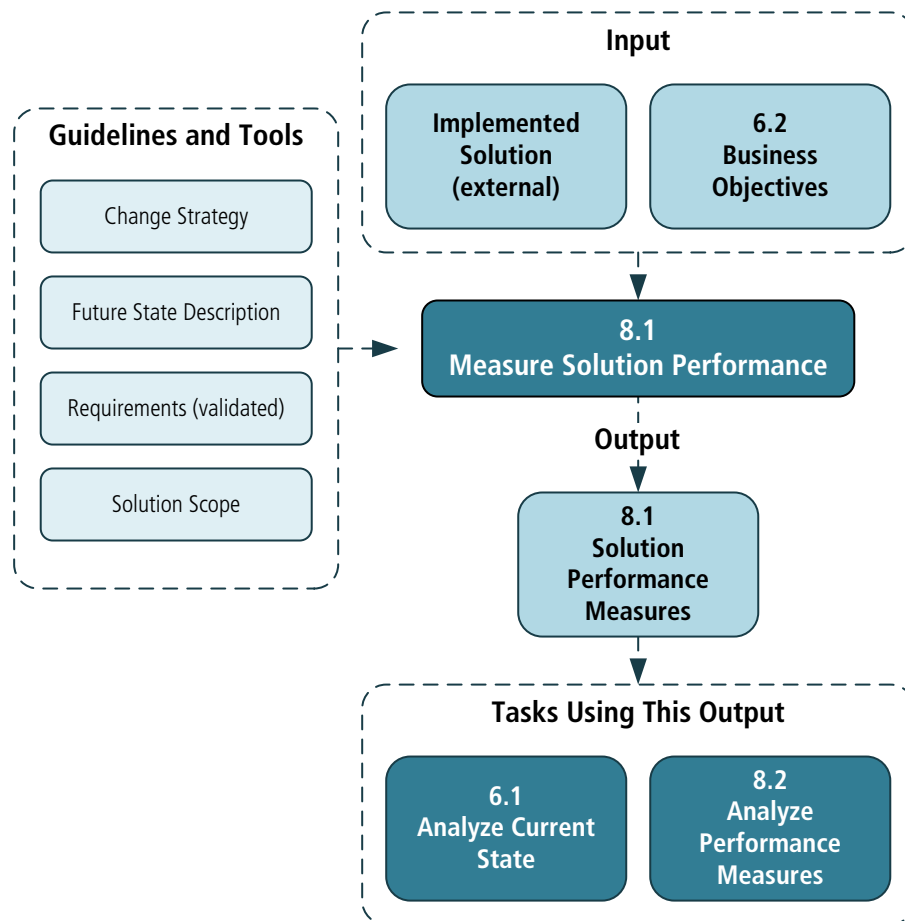 Input
Implemented
Solution
(external)
6.2
Business
Objectives
Guidelines and Tools
Change Strategy
Future State Description
Requirements (validated)
Solution Scope
8.1
Measure Solution Performance
Output
8.1
Solution
Performance
Measures
Tasks Using This Output
6.1
Analyze Current
State
8.2
Analyze
Performance
Measures